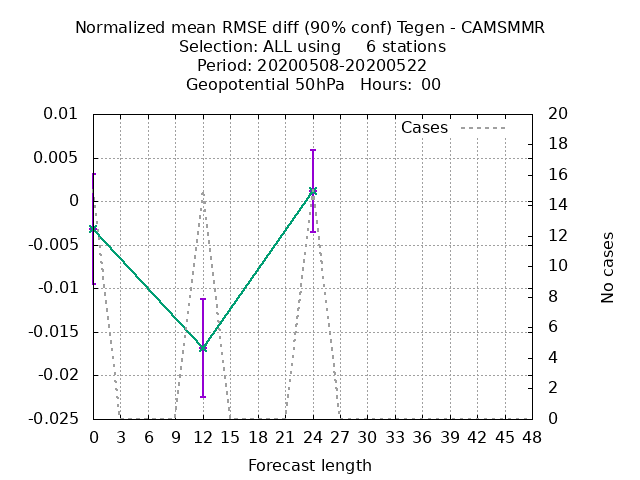 Normalized mean RMSE diff (90% conf) Tegen - CAMSMMR
Selection: ALL using     6 stations
Period: 20200508-20200522
Geopotential 50hPa   Hours:  00
Cases
0.01
0.005
0
-0.005
-0.01
-0.015
-0.02
-0.025
20
18
16
14
12
10
8
6
4
2
0
No cases
0 3 6 9 12 15 18 21 24 27 30 33 36 39 42 45 48
Forecast length